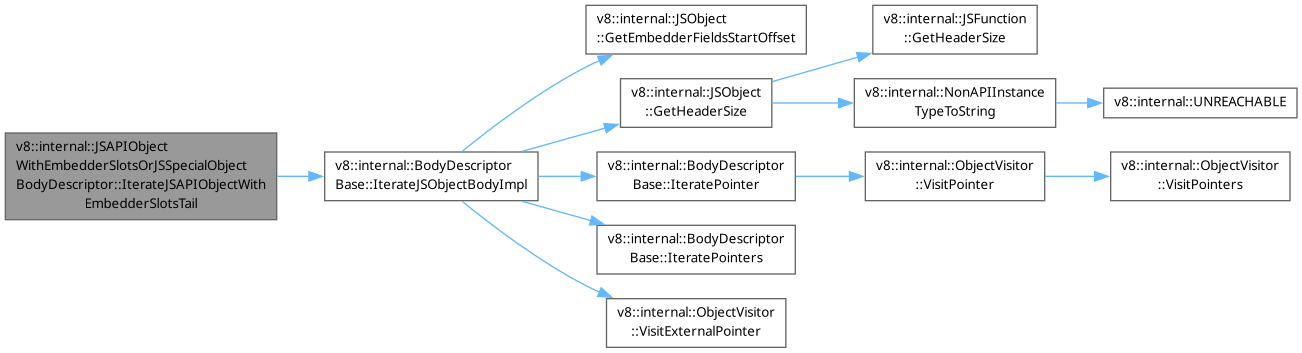 v8::internal::JSAPIObject
WithEmbedderSlotsOrJSSpecialObject
BodyDescriptor::IterateJSAPIObjectWith
EmbedderSlotsTail
v8::internal::BodyDescriptor
Base::IterateJSObjectBodyImpl
v8::internal::JSObject
::GetEmbedderFieldsStartOffset
v8::internal::JSObject
::GetHeaderSize
v8::internal::JSFunction
::GetHeaderSize
v8::internal::NonAPIInstance
TypeToString
v8::internal::UNREACHABLE
v8::internal::BodyDescriptor
Base::IteratePointer
v8::internal::ObjectVisitor
::VisitPointer
v8::internal::ObjectVisitor
::VisitPointers
v8::internal::BodyDescriptor
Base::IteratePointers
v8::internal::ObjectVisitor
::VisitExternalPointer